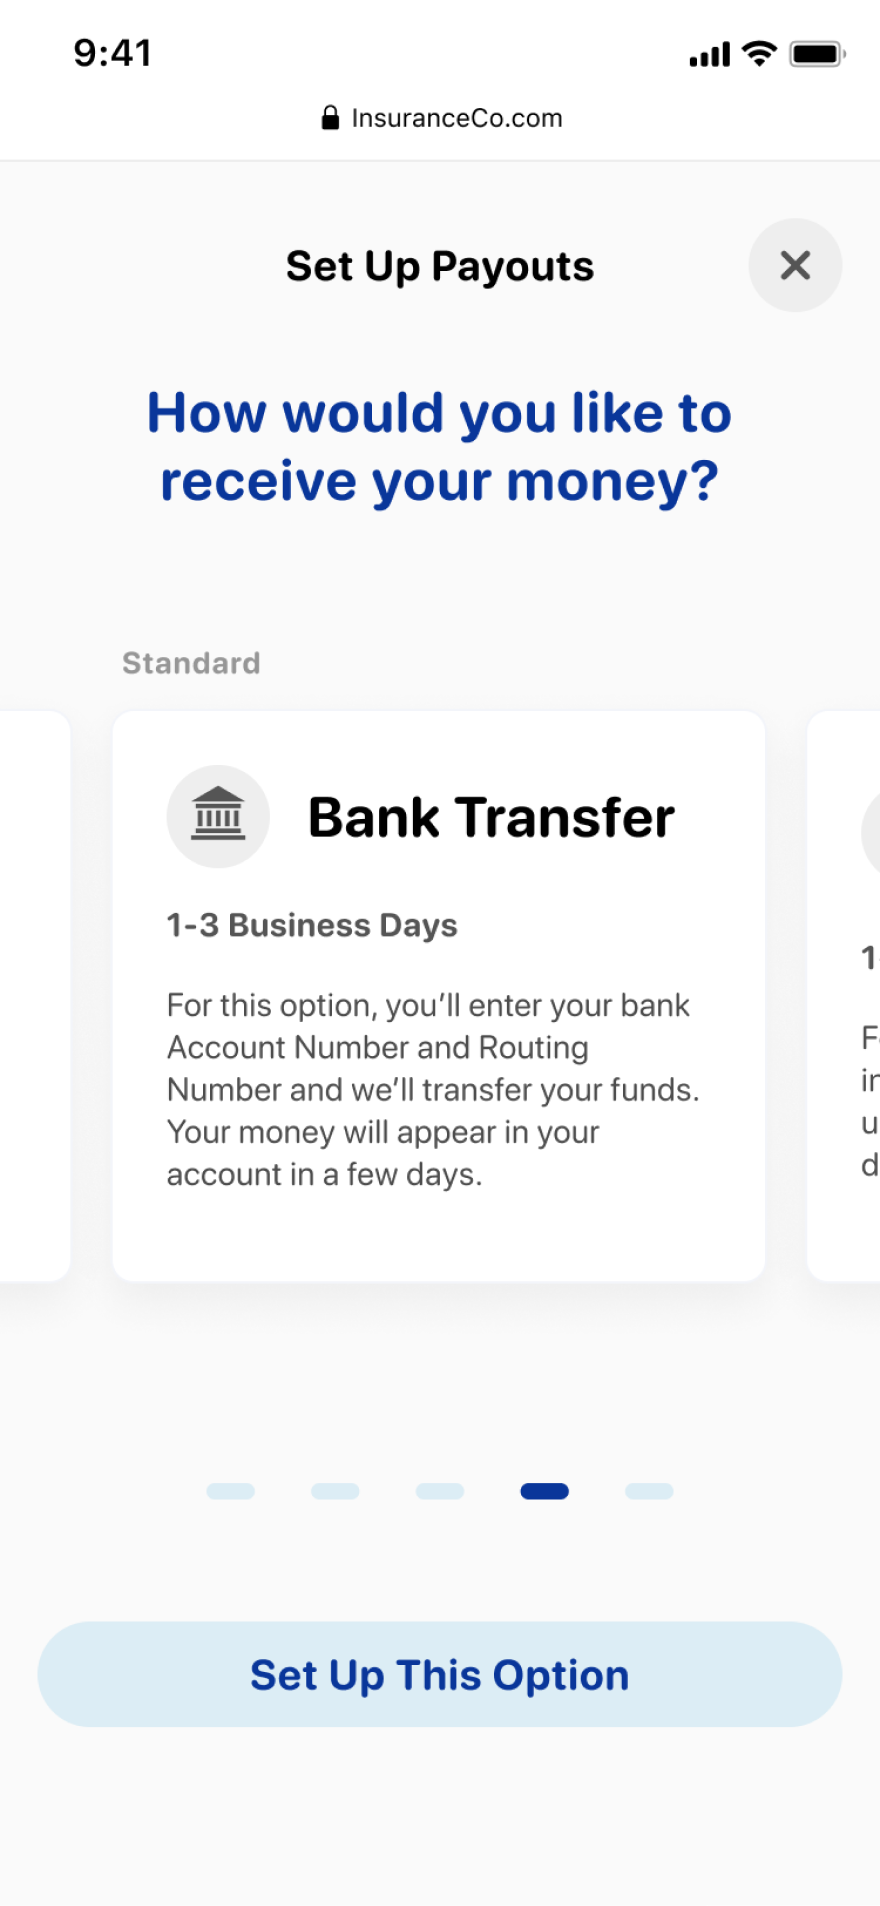 9:41
InsuranceCo.com
Set Up Payouts
How would you like to
receive your money?
Standard
Bank Transfer
1-3 Business Days
For this option, you’ll enter your bank
Account Number and Routing
Number and we’ll transfer your funds.
Your money will appear in your
account in a few days.
Set Up This Option